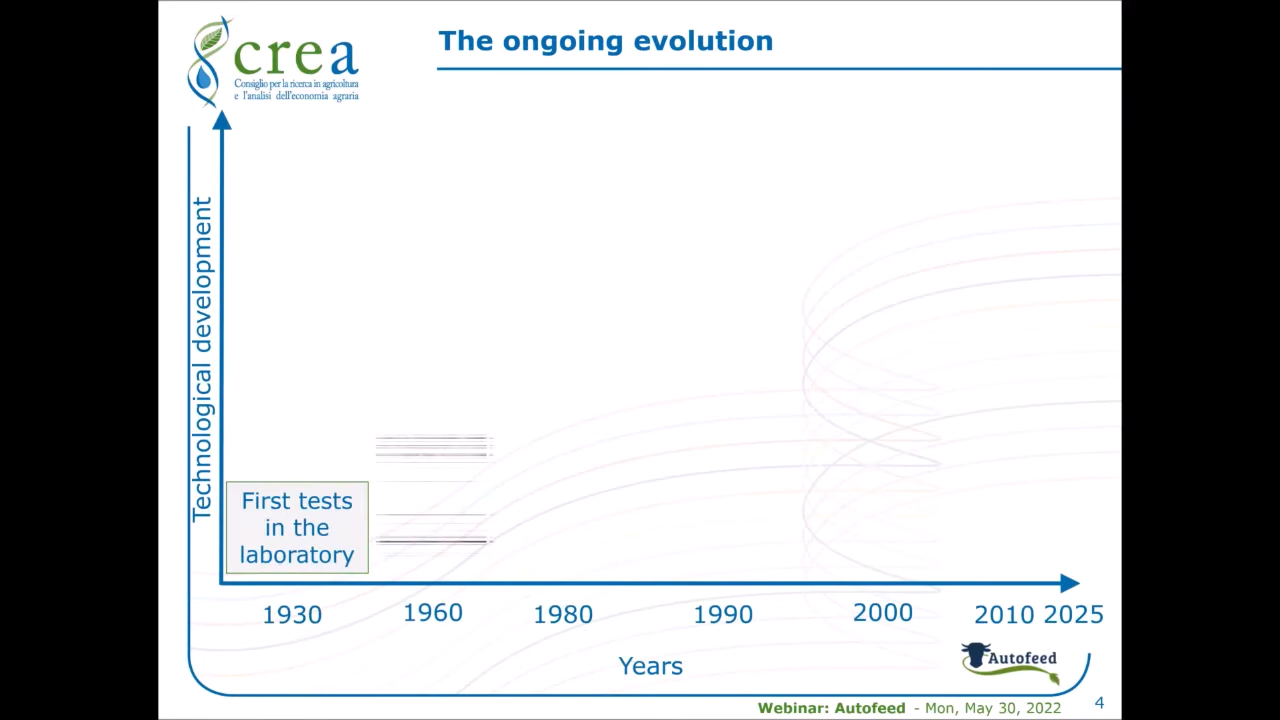 crea
Consiglio per la ricerca in agricoltura
e l'analisi dell'economia agraria
The ongoing evolution
Technological development
First tests
in the
laboratory
1930 1960 1980 1990 2000 2010 2025
Years
Autofeed
Webinar: Autofeed - Mon, May 30, 2022
4